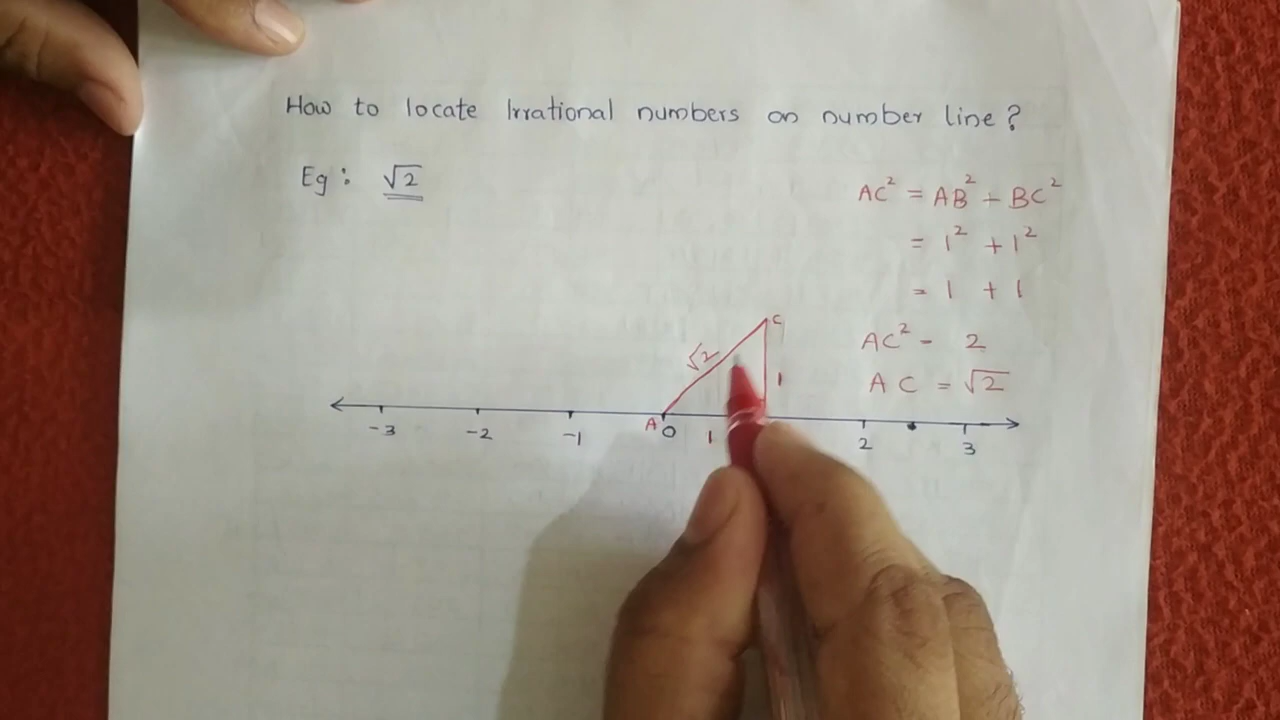 How to locate Irrational numbers on number line?
Eg: √2
AC² = AB² + BC²
= 1² + 1²
= 1 + 1
AC² - 2
AC = √2
C
√2
1
A
-3 -2 -1 0 1 2 3